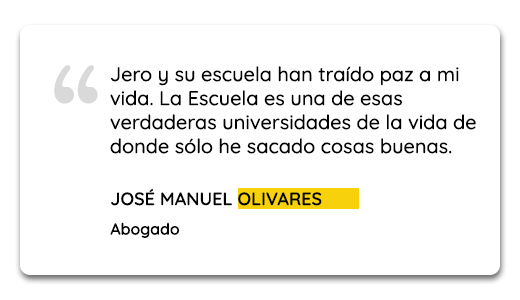 “
Jero y su escuela han traído paz a mi
vida. La Escuela es una de esas
verdaderas universidades de la vida de
donde sólo he sacado cosas buenas.
JOSÉ MANUEL OLIVARES
Abogado